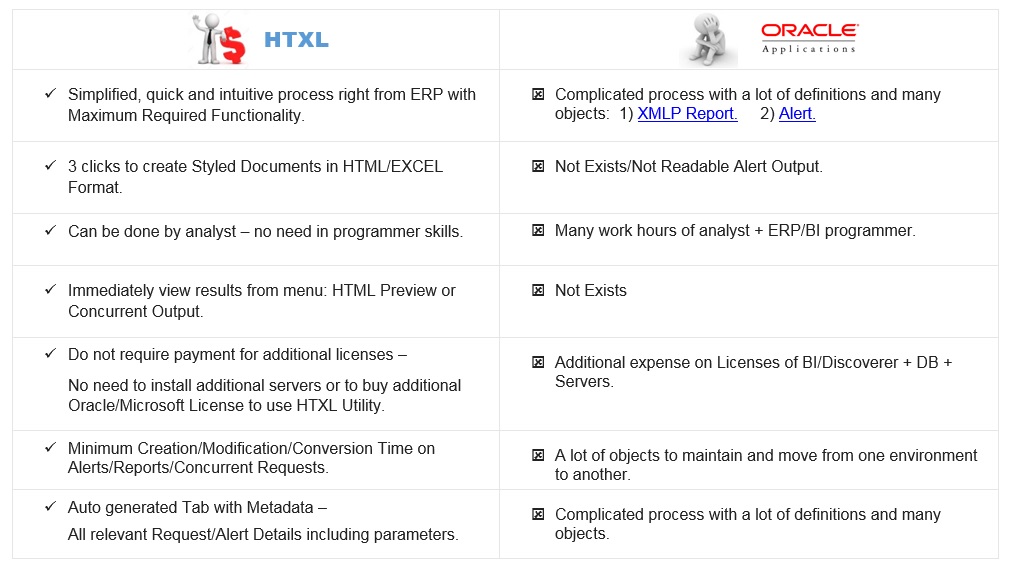 HTXL
ORACLE
Applications
Simplified, quick and intuitive process right from ERP with
Maximum Required Functionality.
Complicated process with a lot of definitions and many
objects: 1) XMLP Report. 2) Alert.
3 clicks to create Styled Documents in HTML/EXCEL
Format.
Not Exists/Not Readable Alert Output.
Can be done by analyst – no need in programmer skills.
Many work hours of analyst + ERP/BI programmer.
Immediately view results from menu: HTML Preview or
Concurrent Output.
Not Exists
Do not require payment for additional licenses –
No need to install additional servers or to buy additional
Oracle/Microsoft License to use HTXL Utility.
Additional expense on Licenses of BI/Discoverer + DB +
Servers.
Minimum Creation/Modification/Conversion Time on
Alerts/Reports/Concurrent Requests.
A lot of objects to maintain and move from one environment
to another.
Auto generated Tab with Metadata –
All relevant Request/Alert Details including parameters.
Complicated process with a lot of definitions and many
objects.